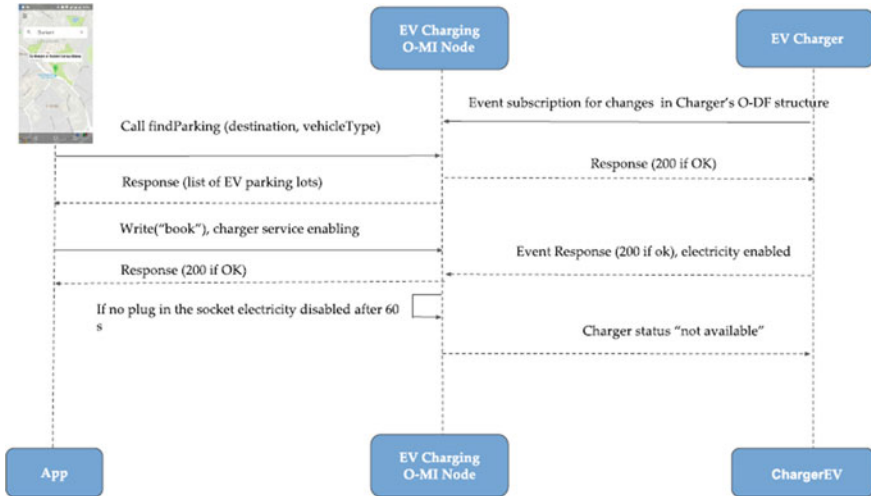 EV Charging
O-MI Node
EV Charger
Event subscription for changes in Charger's O-DF structure
Call findParking (destination, vehicleType)
Response (200 if OK)
Response (list of EV parking lots)
Write("book"), charger service enabling
Event Response (200 if ok), electricity enabled
Response (200 if OK)
If no plug in the socket electricity disabled after 60
s
Charger status "not available"
App
EV Charging
O-MI Node
ChargerEV